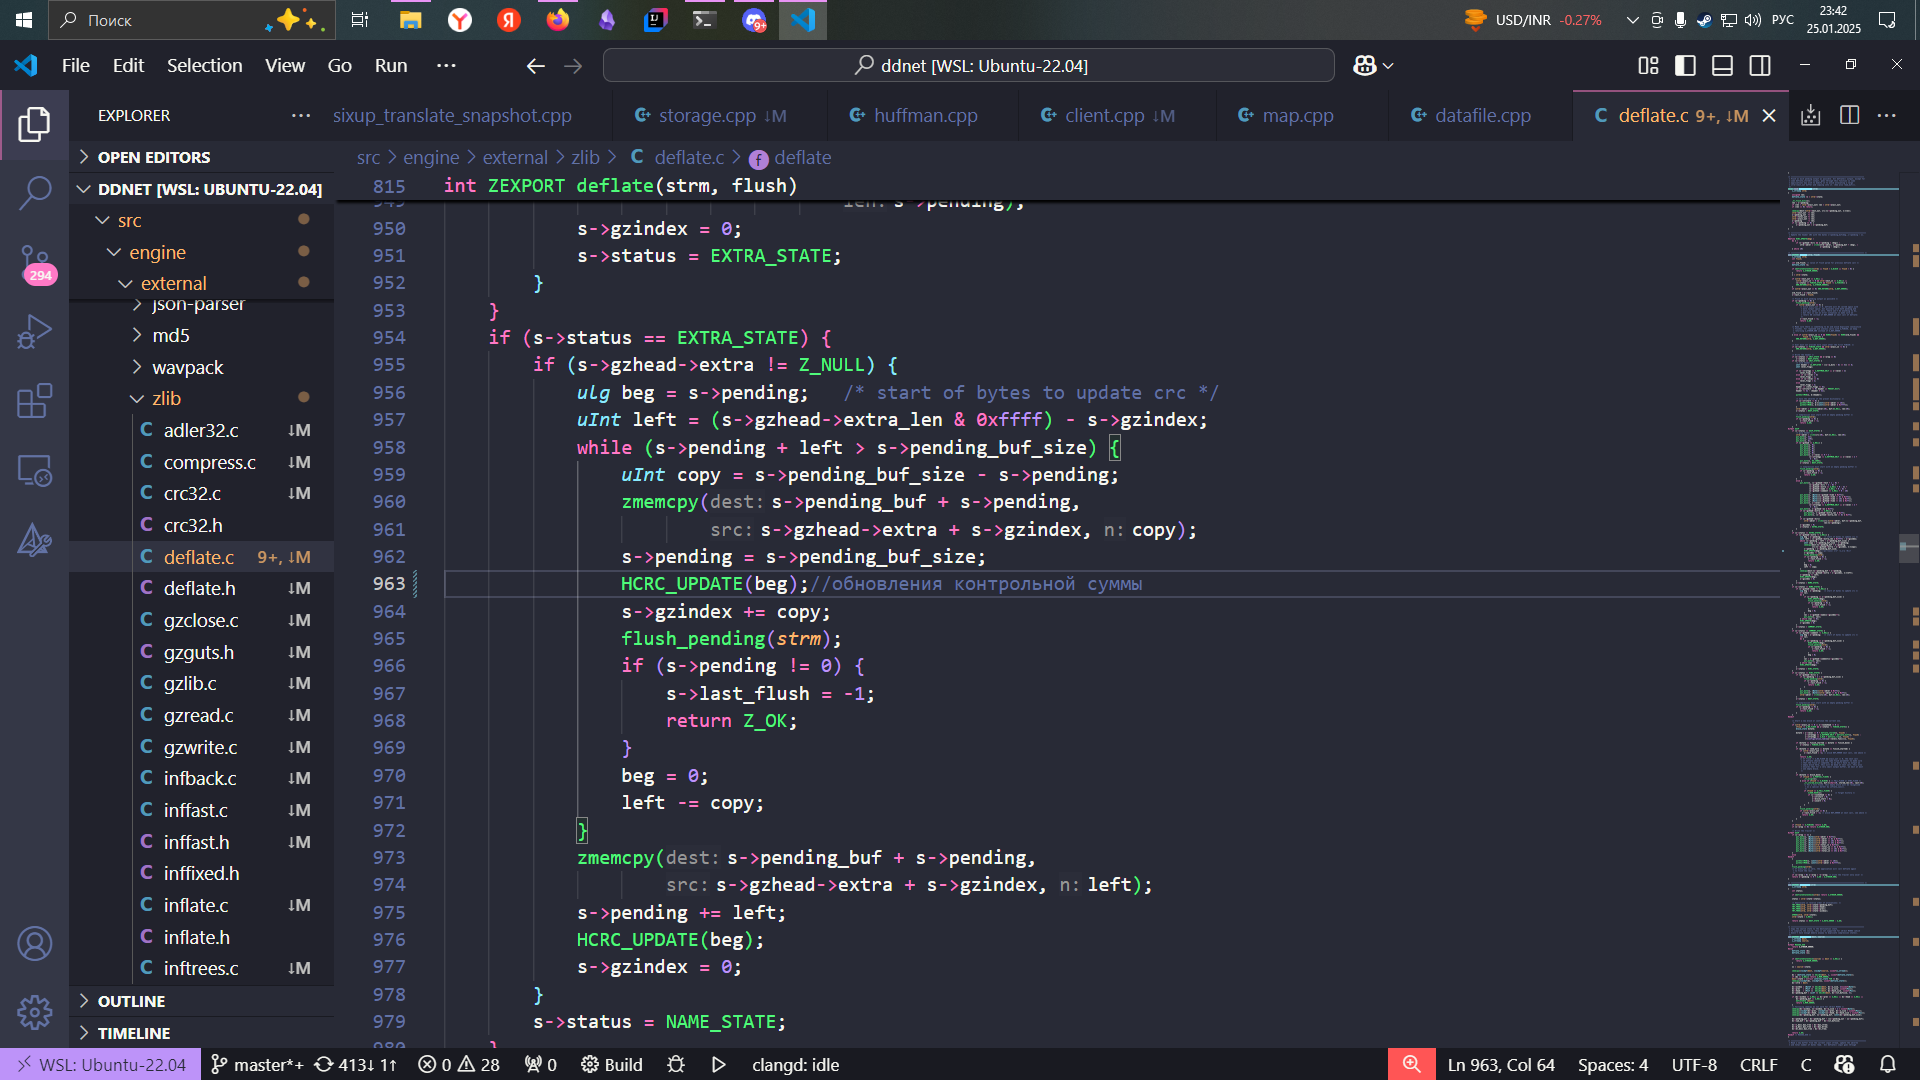 Поиск
USD/INR -0.27%
РУС
23:42
25.01.2025
9+
File Edit Selection View Go Run ···
ddnet [WSL: Ubuntu-22.04]
EXPLORER ···
sixup_translate_snapshot.cpp storage.cpp ↓M huffman.cpp client.cpp ↓M map.cpp datafile.cpp C deflate.c 9+, ↓M
OPEN EDITORS
DDNET [WSL: UBUNTU-22.04]
src
engine
external
json-parser
md5
wavpack
zlib
C adler32.c ↓M
C compress.c ↓M
C crc32.c ↓M
C crc32.h
C deflate.c 9+, ↓M
C deflate.h ↓M
C gzclose.c ↓M
C gzguts.h ↓M
C gzlib.c ↓M
C gzread.c ↓M
C gzwrite.c ↓M
C infback.c ↓M
C inffast.c ↓M
C inffast.h ↓M
C inffixed.h
C inflate.c ↓M
C inflate.h
C inftrees.c ↓M
OUTLINE
TIMELINE
294
src > engine > external > zlib > C deflate.c > f deflate
815 int ZEXPORT deflate(strm, flush)
949 len: s->pending);
950 s->gzindex = 0;
951 s->status = EXTRA_STATE;
952 }
953 }
954 if (s->status == EXTRA_STATE) {
955 if (s->gzhead->extra != Z_NULL) {
956 ulg beg = s->pending; /* start of bytes to update crc */
957 uInt left = (s->gzhead->extra_len & 0xffff) - s->gzindex;
958 while (s->pending + left > s->pending_buf_size) {
959 uInt copy = s->pending_buf_size - s->pending;
960 zmemcpy(dest: s->pending_buf + s->pending,
961 src: s->gzhead->extra + s->gzindex, n: copy);
962 s->pending = s->pending_buf_size;
963 HCRC_UPDATE(beg);//обновления контрольной суммы
964 s->gzindex += copy;
965 flush_pending(strm);
966 if (s->pending != 0) {
967 s->last_flush = -1;
968 return Z_OK;
969 }
970 beg = 0;
971 left -= copy;
972 }
973 zmemcpy(dest: s->pending_buf + s->pending,
974 src: s->gzhead->extra + s->gzindex, n: left);
975 s->pending += left;
976 HCRC_UPDATE(beg);
977 s->gzindex = 0;
978 }
979 s->status = NAME_STATE;
980 }
WSL: Ubuntu-22.04 master*+ 413↓ 1↑ 0 28 0 Build clangd: idle Ln 963, Col 64 Spaces: 4 UTF-8 CRLF C